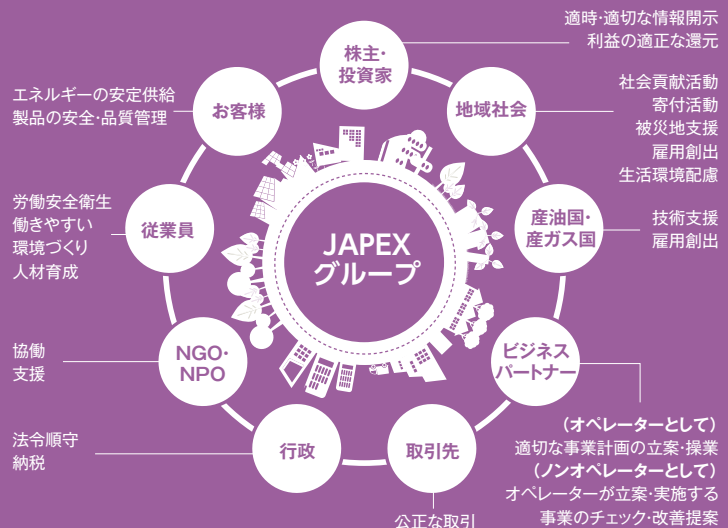 適時・適切な情報開示
利益の適正な還元
株主・
投資家
エネルギーの安定供給
製品の安全・品質管理
お客様
地域社会
社会貢献活動
寄付活動
被災地支援
雇用創出
生活環境配慮
労働安全衛生
働きやすい
環境づくり
人材育成
従業員
JAPEX
グループ
産油国・
産ガス国
技術支援
雇用創出
協働
支援
NGO・
NPO
ビジネス
パートナー
(オペレーターとして)
適切な事業計画の立案・操業
(ノンオペレーターとして)
オペレーターが立案・実施する
事業のチェック・改善提案
法令順守
納税
行政
取引先
公正な取引